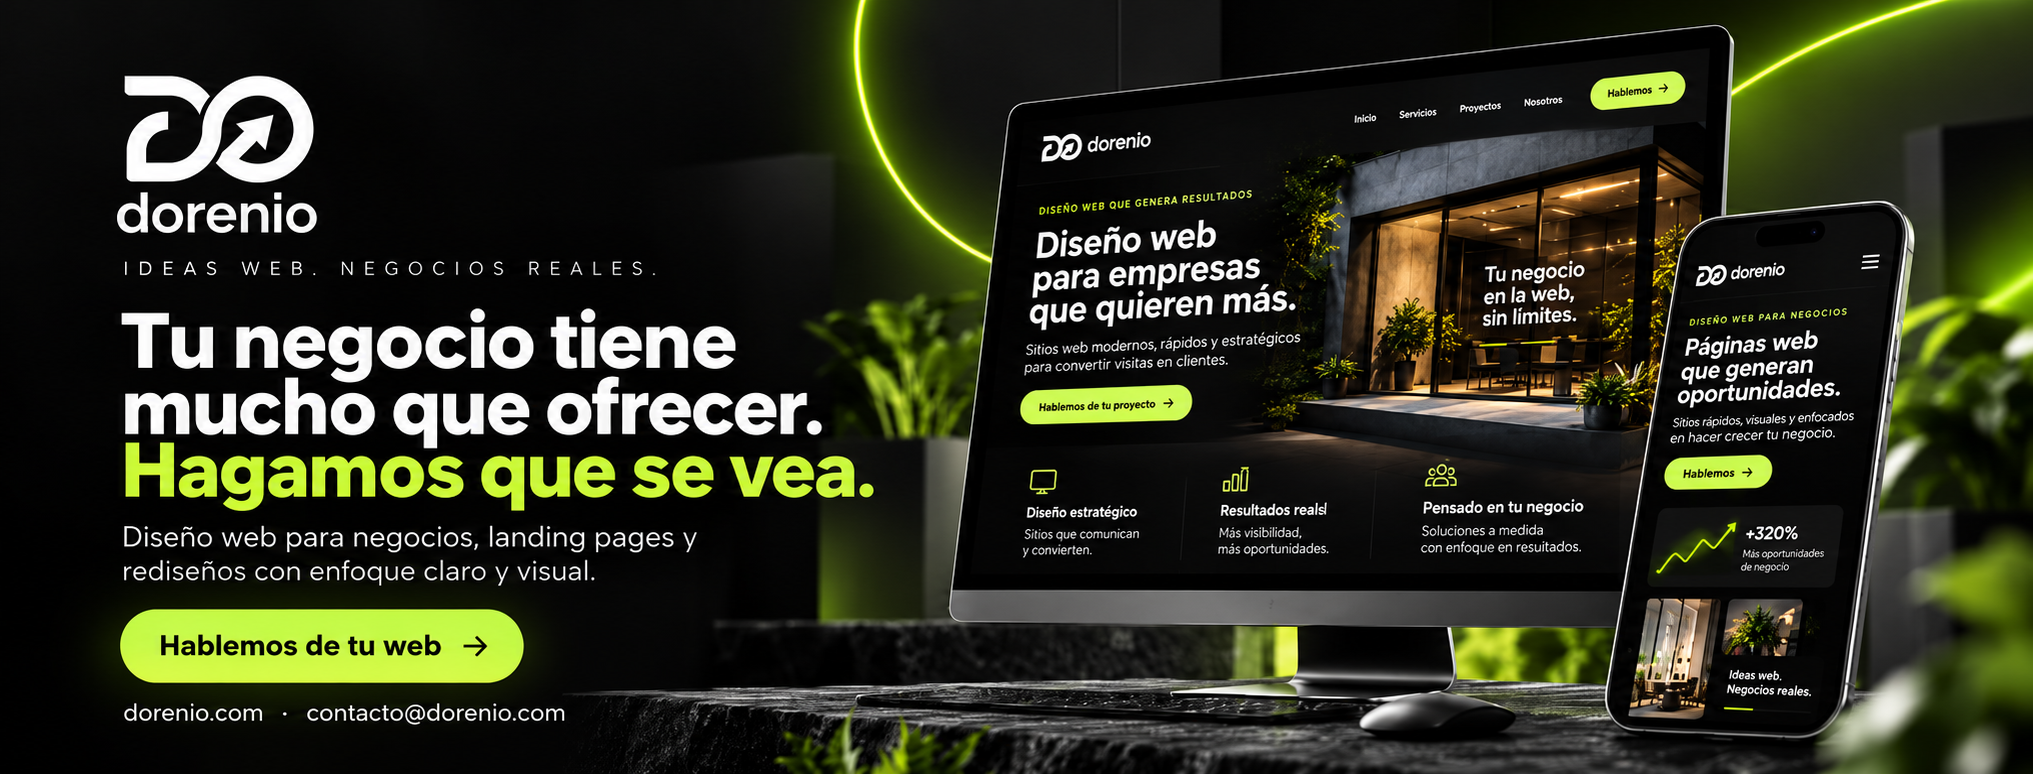 dorenio
IDEAS WEB. NEGOCIOS REALES.
Tu negocio tiene
mucho que ofrecer.
Hagamos que se vea.
Diseño web para negocios, landing pages y
rediseños con enfoque claro y visual.
Hablemos de tu web →
dorenio.com · contacto@dorenio.com
dorenio
Inicio Servicios Proyectos Nosotros Hablemos →
DISEÑO WEB QUE GENERA RESULTADOS
Diseño web
para empresas
que quieren más.
Sitios web modernos, rápidos y estratégicos
para convertir visitas en clientes.
Hablemos de tu proyecto →
Tu negocio
en la web,
sin límites.
Diseño estratégico
Sitios que comunican
y convierten.
Resultados
Más visibilidad,
más oportunidades.
Pensado en tu negocio
Soluciones a medida
con enfoque en resultados.
dorenio
DISEÑO WEB PARA NEGOCIOS
Páginas web
que generan
oportunidades.
Sitios rápidos, visuales y enfocados
en hacer crecer tu negocio.
Hablemos →
+320%
Más oportunidades
de negocio
Ideas web.
Negocios reales.